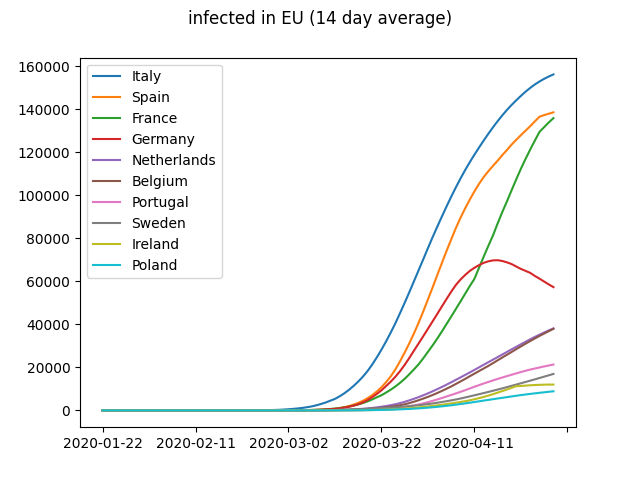 infected in EU (14 day average)
160000
140000
120000
100000
80000
60000
40000
20000
0
Italy
Spain
France
Germany
Netherlands
Belgium
Portugal
Sweden
Ireland
Poland
2020-01-22 2020-02-11 2020-03-02 2020-03-22 2020-04-11